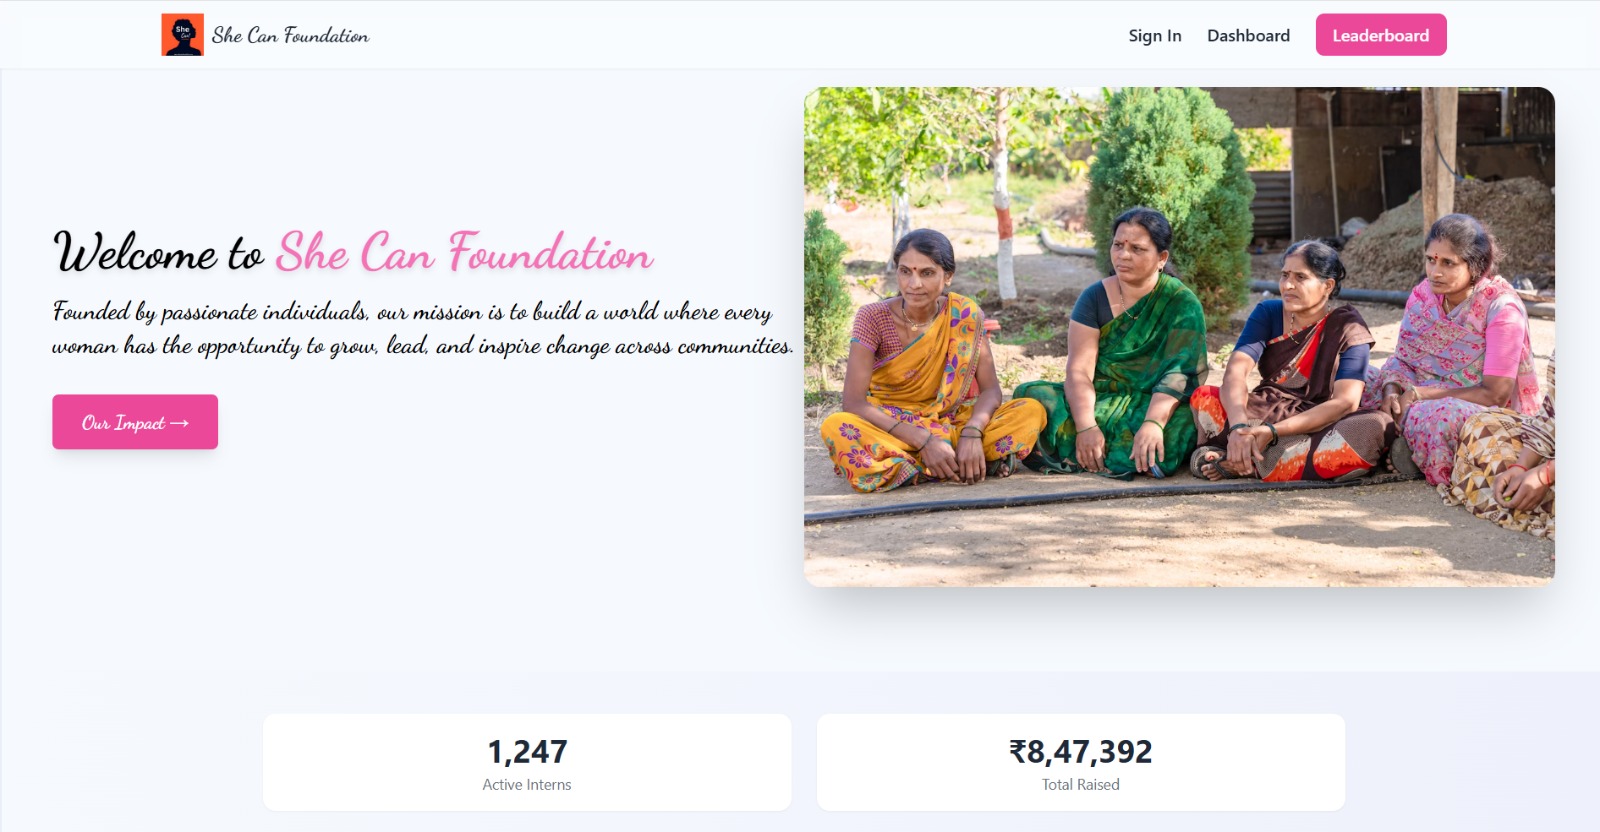 She Can Foundation
Sign In
Dashboard
Leaderboard
Welcome to She Can Foundation
Founded by passionate individuals, our mission is to build a world where every
woman has the opportunity to grow, lead, and inspire change across communities.
Our Impact →
1,247
Active Interns
₹8,47,392
Total Raised